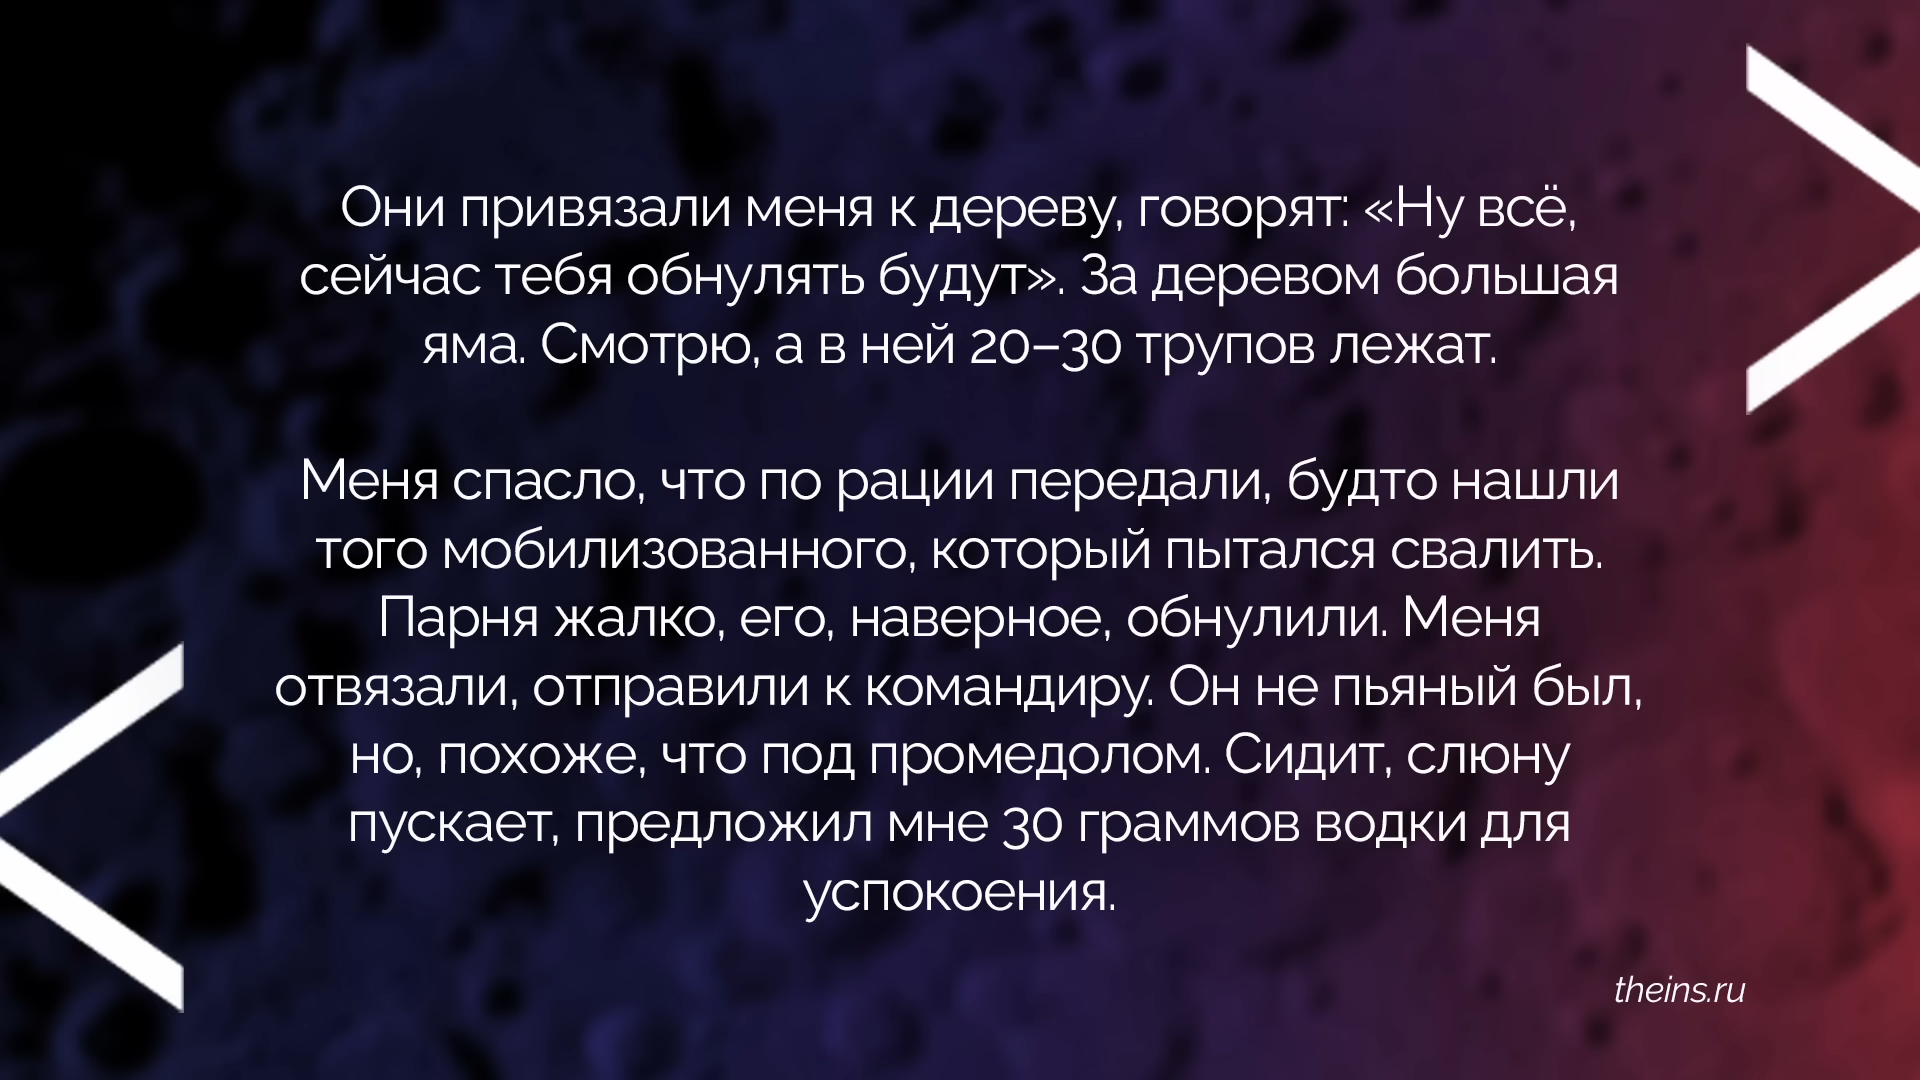 Они привязали меня к дереву, говорят: «Ну всё,
сейчас тебя обнулять будут». За деревом большая
яма. Смотрю, а в ней 20–30 трупов лежат.
Меня спасло, что по рации передали, будто нашли
того мобилизованного, который пытался свалить.
Парня жалко, его, наверное, обнулили. Меня
отвязали, отправили к командиру. Он не пьяный был,
но, похоже, что под промедолом. Сидит, слюну
пускает, предложил мне 30 граммов водки для
успокоения.
theins.ru